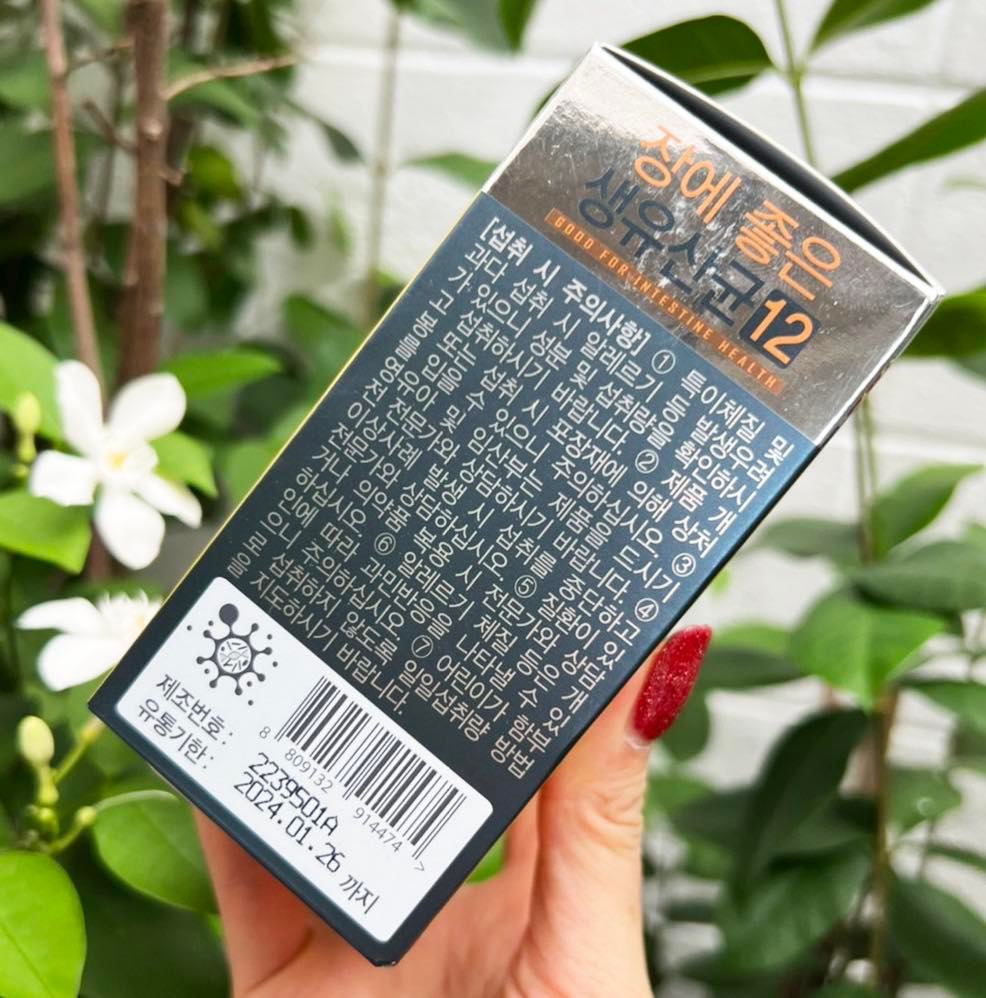 장에 좋은
생유산균12
GOOD FOR INTESTINE HEALTH
[섭취 시 주의사항] ① 특이체질 및
과다 섭취 시 알레르기 등 발생우려
가 있으니 성분 및 섭취량을 확인하시
고 섭취하시기 바랍니다. ② 제품 개
봉 또는 섭취 시 포장재에 의해 상처
를 입을 수 있으니 주의하십시오. ③
영유아 및 임산부는 제품을 드시기
전 전문가와 상담하시기 바랍니다. ④
이상사례 발생 시 섭취를 중단하고
전문가와 상담하십시오. ⑤ 질환이 있
거나 의약품 복용 시 전문가와 상담
하십시오. ⑥ 알레르기 체질 등은 개
인에 따라 과민반응을 나타낼 수 있
으니 주의하십시오. ⑦ 어린이가 함부
로 섭취하지 않도록 일일섭취량 방법
을 지도하시기 바랍니다.
8 809132 914474 >
제조번호: 2239501A
유통기한: 2024.01.26 까지